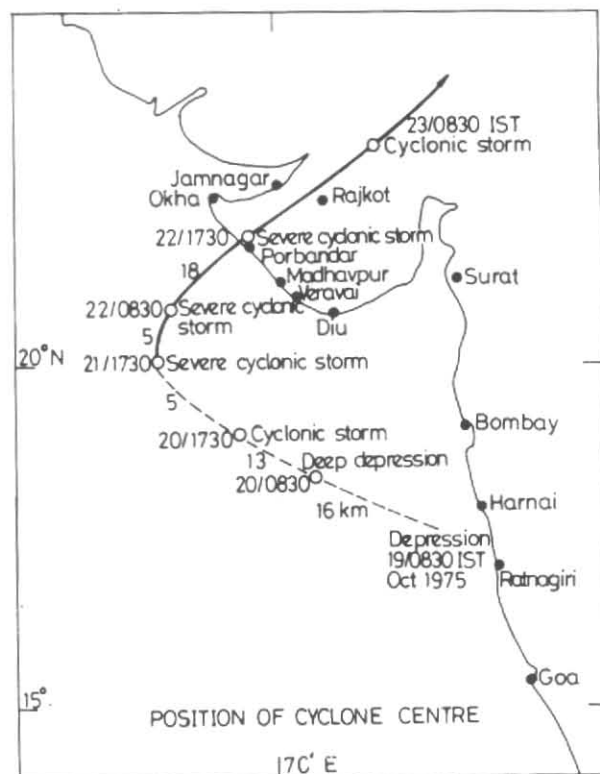 23/0830 IST
Cyclonic storm
Jamnagar
Okha
Rajkot
22/1730 Severe cyclonic storm
Porbandar
Madhavpur
Veravai
Surat
18
22/0830 Severe cyclonic
storm
Diu
5
20°N
21/1730 Severe cyclonic storm
5
20/1730 Cyclonic storm
Bombay
13 Deep depression
20/0830
16 km
Harnai
Depression
19/0830 IST
Oct 1975
Ratnagiri
15°
Goa
POSITION OF CYCLONE CENTRE
170' E